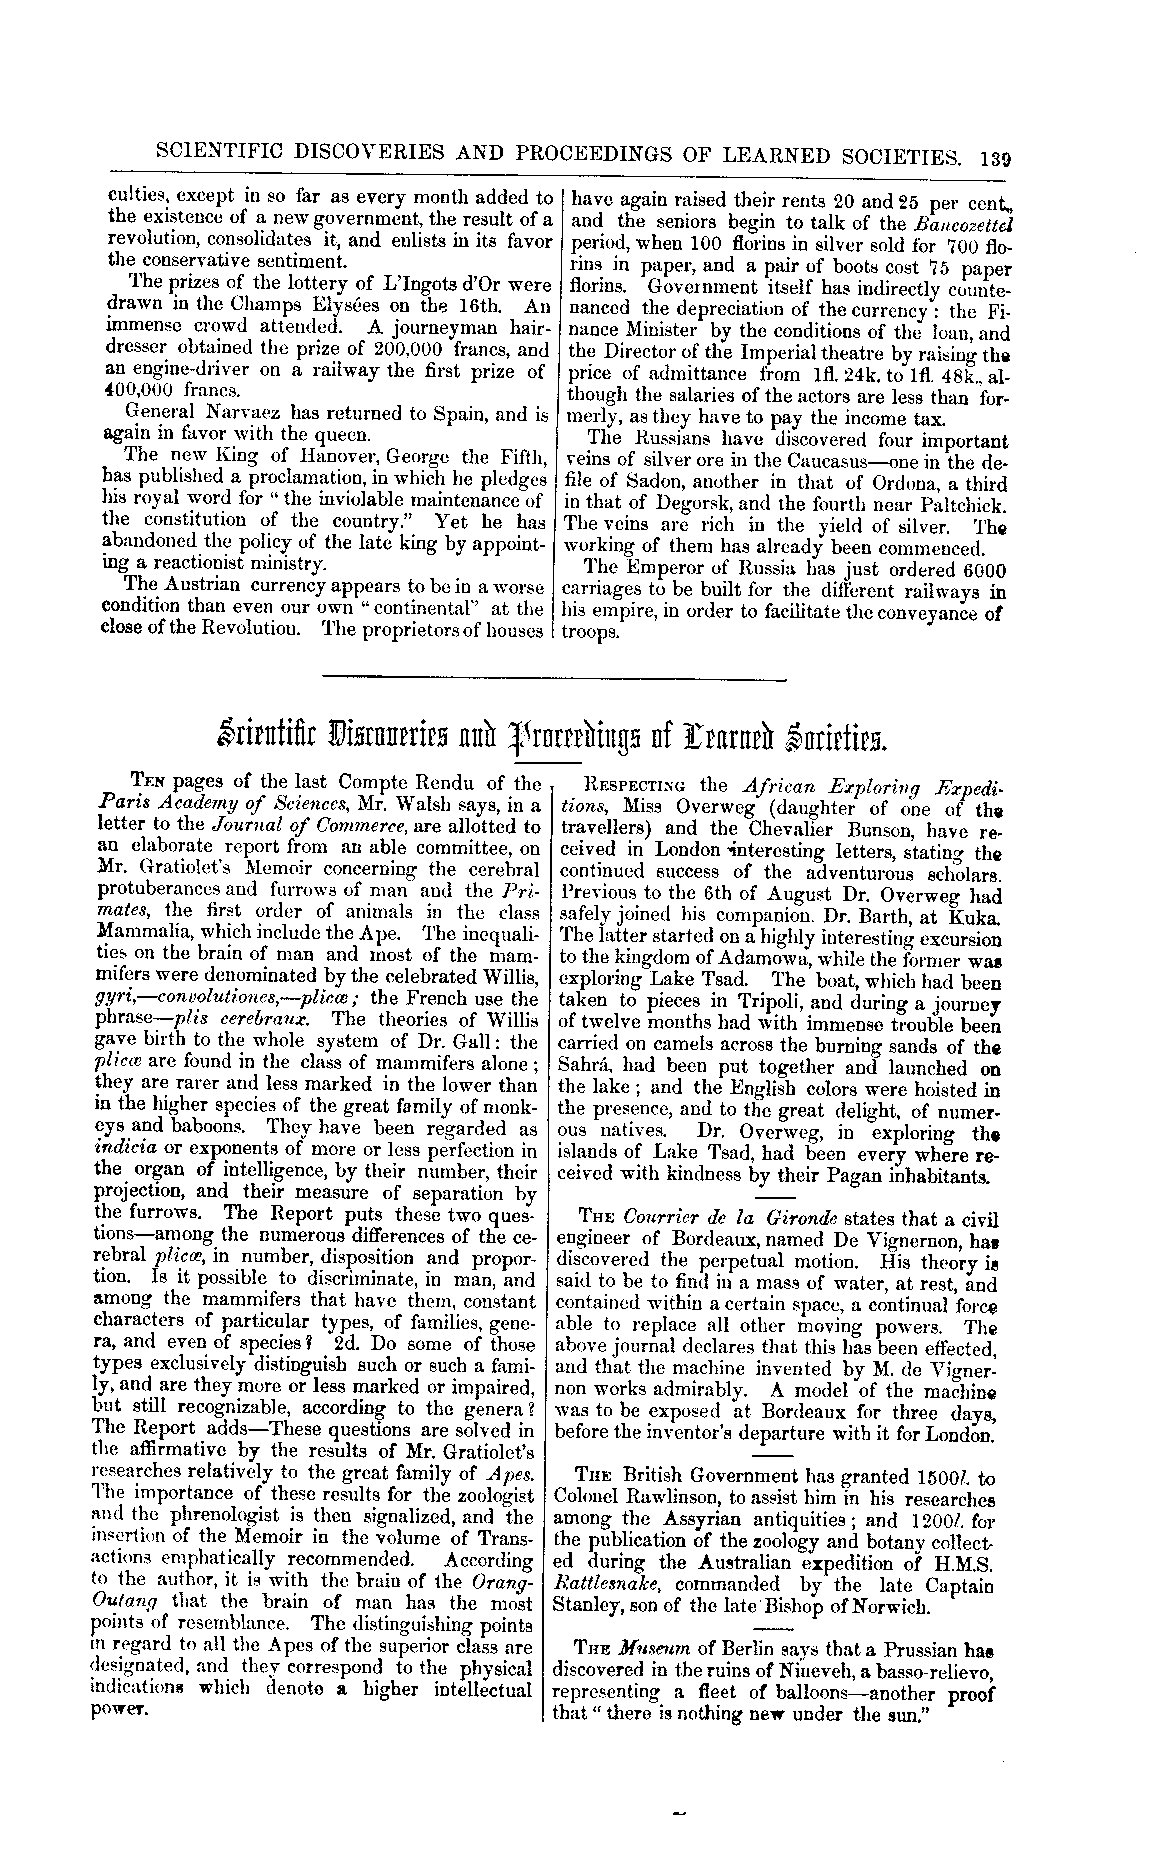 SCIENTIFIC DISCOVERIES AND PROCEEDINGS OF LEARNED SOCIETIES. 139
culties, except in so far as every month added to
the existence of a new government, the result of a
revolution, consolidates it, and enlists in its favor
the conservative sentiment.
The prizes of the lottery of L'Ingots d'Or were
drawn in the Champs Elysées on the 16th. An
immense crowd attended. A journeyman hair-
dresser obtained the prize of 200,000 francs, and
an engine-driver on a railway the first prize of
400,000 francs.
General Narvaez has returned to Spain, and is
again in favor with the queen.
The new King of Hanover, George the Fifth,
has published a proclamation, in which he pledges
his royal word for "the inviolable maintenance of
the constitution of the country." Yet he has
abandoned the policy of the late king by appoint-
ing a reactionist ministry.
The Austrian currency appears to be in a worse
condition than even our own "continental" at the
close of the Revolution. The proprietors of houses
have again raised their rents 20 and 25 per cent.,
and the seniors begin to talk of the Bancozettel
period, when 100 florins in silver sold for 700 flo-
rins in paper, and a pair of boots cost 75 paper
florins. Government itself has indirectly counte-
nanced the depreciation of the currency: the Fi-
nance Minister by the conditions of the loan, and
the Director of the Imperial theatre by raising the
price of admittance from 1fl. 24k. to 1fl. 48k., al-
though the salaries of the actors are less than for-
merly, as they have to pay the income tax.
The Russians have discovered four important
veins of silver ore in the Caucasus—one in the de-
file of Sadon, another in that of Ordona, a third
in that of Degorsk, and the fourth near Paltchick.
The veins are rich in the yield of silver. The
working of them has already been commenced.
The Emperor of Russia has just ordered 6000
carriages to be built for the different railways in
his empire, in order to facilitate the conveyance of
troops.
Scientific Discoveries and Proceedings of Learned Societies.
TEN pages of the last Compte Rendu of the
Paris Academy of Sciences, Mr. Walsh says, in a
letter to the Journal of Commerce, are allotted to
an elaborate report from an able committee, on
Mr. Gratiolet's Memoir concerning the cerebral
protuberances and furrows of man and the Pri-
mates, the first order of animals in the class
Mammalia, which include the Ape. The inequali-
ties on the brain of man and most of the mam-
mifers were denominated by the celebrated Willis,
gyri,—convolutiones,—plicæ; the French use the
phrase—plis cerebraux. The theories of Willis
gave birth to the whole system of Dr. Gall: the
plicæ are found in the class of mammifers alone;
they are rarer and less marked in the lower than
in the higher species of the great family of monk-
eys and baboons. They have been regarded as
indicia or exponents of more or less perfection in
the organ of intelligence, by their number, their
projection, and their measure of separation by
the furrows. The Report puts these two ques-
tions—among the numerous differences of the ce-
rebral plicæ, in number, disposition and propor-
tion. Is it possible to discriminate, in man, and
among the mammifers that have them, constant
characters of particular types, of families, gene-
ra, and even of species? 2d. Do some of those
types exclusively distinguish such or such a fami-
ly, and are they more or less marked or impaired,
but still recognizable, according to the genera?
The Report adds—These questions are solved in
the affirmative by the results of Mr. Gratiolet's
researches relatively to the great family of Apes.
The importance of these results for the zoologist
and the phrenologist is then signalized, and the
insertion of the Memoir in the volume of Trans-
actions emphatically recommended. According
to the author, it is with the brain of the Orang-
Outang that the brain of man has the most
points of resemblance. The distinguishing points
in regard to all the Apes of the superior class are
designated, and they correspond to the physical
indications which denote a higher intellectual
power.
RESPECTING the African Exploring Expedi-
tions, Miss Overweg (daughter of one of the
travellers) and the Chevalier Bunson, have re-
ceived in London interesting letters, stating the
continued success of the adventurous scholars.
Previous to the 6th of August Dr. Overweg had
safely joined his companion. Dr. Barth, at Kuka.
The latter started on a highly interesting excursion
to the kingdom of Adamowa, while the former was
exploring Lake Tsad. The boat, which had been
taken to pieces in Tripoli, and during a journey
of twelve months had with immense trouble been
carried on camels across the burning sands of the
Sahrá, had been put together and launched on
the lake; and the English colors were hoisted in
the presence, and to the great delight, of numer-
ous natives. Dr. Overweg, in exploring the
islands of Lake Tsad, had been every where re-
ceived with kindness by their Pagan inhabitants.
THE Courrier de la Gironde states that a civil
engineer of Bordeaux, named De Vignernon, has
discovered the perpetual motion. His theory is
said to be to find in a mass of water, at rest, and
contained within a certain space, a continual force
able to replace all other moving powers. The
above journal declares that this has been effected,
and that the machine invented by M. de Vigner-
non works admirably. A model of the machine
was to be exposed at Bordeaux for three days,
before the inventor's departure with it for London.
THE British Government has granted 1500l. to
Colonel Rawlinson, to assist him in his researches
among the Assyrian antiquities; and 1200l. for
the publication of the zoology and botany collect-
ed during the Australian expedition of H.M.S.
Rattlesnake, commanded by the late Captain
Stanley, son of the late Bishop of Norwich.
THE Museum of Berlin says that a Prussian has
discovered in the ruins of Nineveh, a basso-relievo,
representing a fleet of balloons—another proof
that "there is nothing new under the sun."